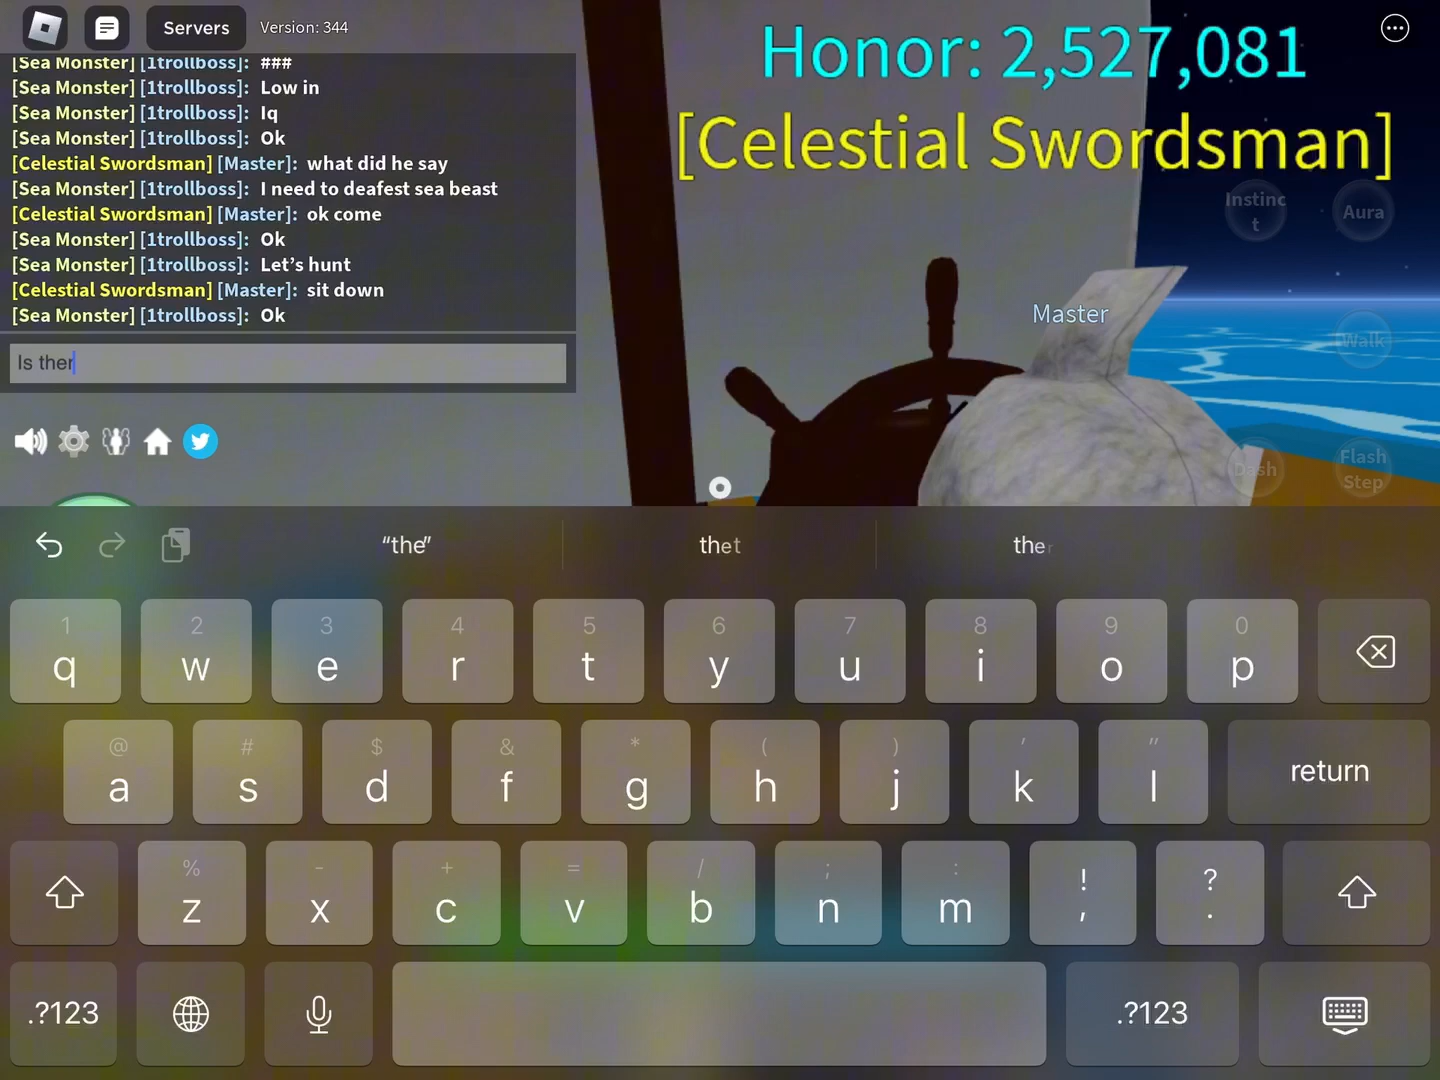 Servers
Version: 344
[Sea Monster] [1trollboss]: ###
[Sea Monster] [1trollboss]: Low in
[Sea Monster] [1trollboss]: Iq
[Sea Monster] [1trollboss]: Ok
[Celestial Swordsman] [Master]: what did he say
[Sea Monster] [1trollboss]: I need to deafest sea beast
[Celestial Swordsman] [Master]: ok come
[Sea Monster] [1trollboss]: Ok
[Sea Monster] [1trollboss]: Let’s hunt
[Celestial Swordsman] [Master]: sit down
[Sea Monster] [1trollboss]: Ok
Is ther
Honor: 2,527,081
[Celestial Swordsman]
Instinc
t
Aura
Master
Walk
Dash
Flash
Step
“the” thet ther
1 2 3 4 5 6 7 8 9 0
q w e r t y u i o p
@ # $ & * ( ) ' "
a s d f g h j k l return
% - + = / ; : ! ?
z x c v b n m , .
.?123 .?123